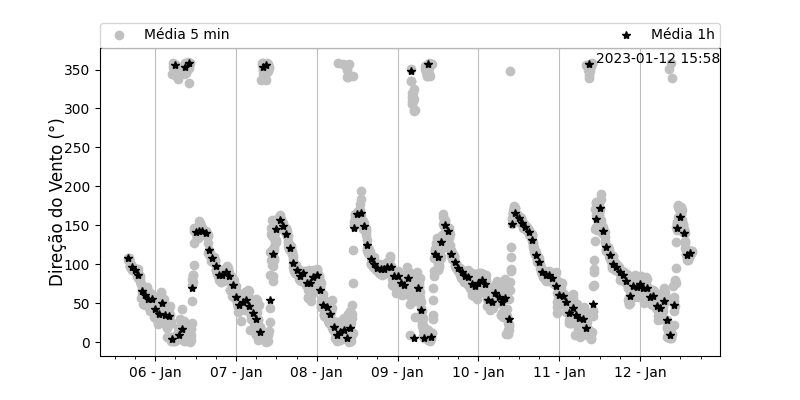 Média 5 min
Média 1h
2023-01-12 15:58
Direção do Vento (°)
350
300
250
200
150
100
50
0
06 - Jan
07 - Jan
08 - Jan
09 - Jan
10 - Jan
11 - Jan
12 - Jan